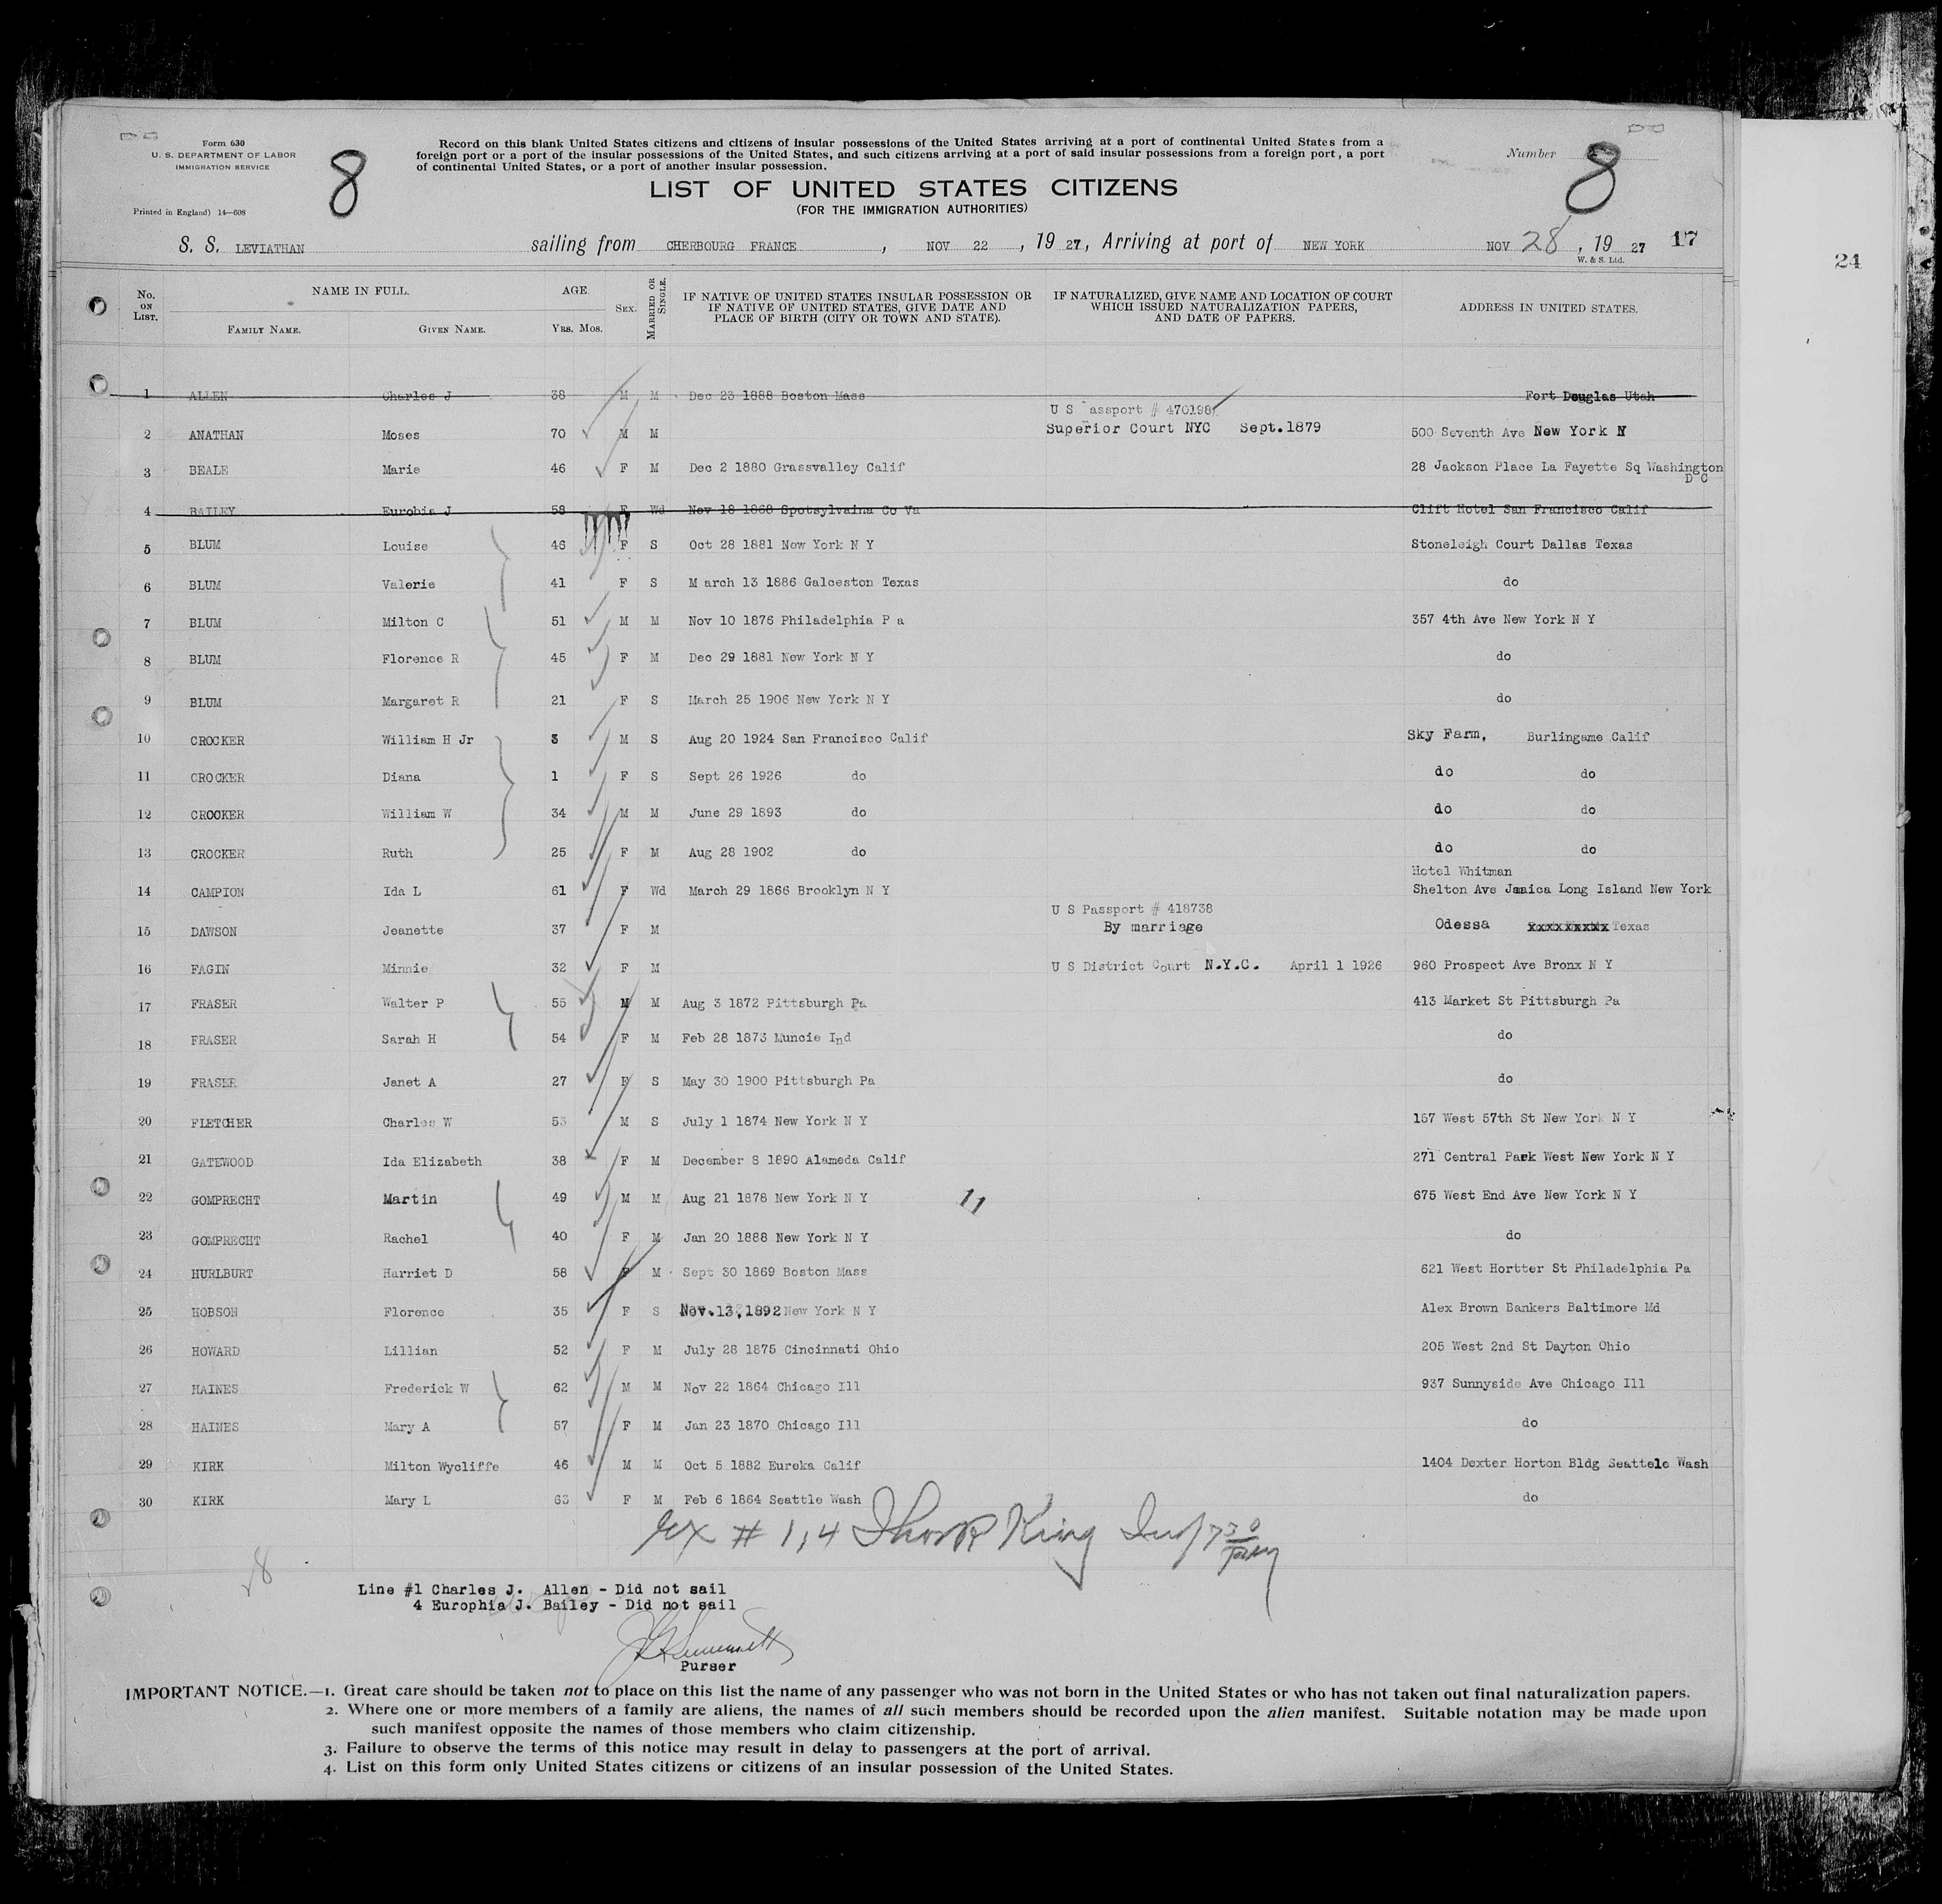 Form 630
U. S. DEPARTMENT OF LABOR
IMMIGRATION SERVICE
Printed in England) 14—608
8
Record on this blank United States citizens and citizens of insular possessions of the United States arriving at a port of continental United States from a
foreign port or a port of the insular possessions of the United States, and such citizens arriving at a port of said insular possessions from a foreign port, a port
of continental United States, or a port of another insular possession.
Number 8
LIST OF UNITED STATES CITIZENS
(FOR THE IMMIGRATION AUTHORITIES)
S. S. LEVIATHAN sailing from CHERBOURG FRANCE, NOV 22, 19 27, Arriving at port of NEW YORK NOV 28, 19 27 17
W. & S. Ltd.
24
No. ON LIST. NAME IN FULL. FAMILY NAME. GIVEN NAME. AGE. YRS. MOS. SEX. MARRIED OR SINGLE. IF NATIVE OF UNITED STATES INSULAR POSSESSION OR IF NATIVE OF UNITED STATES, GIVE DATE AND PLACE OF BIRTH (CITY OR TOWN AND STATE). IF NATURALIZED, GIVE NAME AND LOCATION OF COURT WHICH ISSUED NATURALIZATION PAPERS, AND DATE OF PAPERS. ADDRESS IN UNITED STATES.
1 ALLEN Charles J 38 M M Dec 23 1888 Boston Mass Fort Douglas Utah
U S assport # 470198
2 ANATHAN Moses 70 M M Superior Court NYC Sept.1879 500 Seventh Ave New York N
3 BEALE Marie 46 F M Dec 2 1880 Grassvalley Calif 28 Jackson Place La Fayette Sq Washington
D C
4 BAILEY Eurobia J 58 F Wd Nov 18 1868 Spotsylvaina Co Va Clift Hotel San Francisco Calif
5 BLUM Louise 46 F S Oct 28 1881 Now York N Y Stoneleigh Court Dallas Texas
6 BLUM Valerie 41 F S M arch 13 1886 Galceston Texas do
7 BLUM Milton C 51 M M Nov 10 1876 Philadelphia P a 357 4th Ave New York N Y
8 BLUM Florence R 45 F M Dec 29 1881 New York N Y do
9 BLUM Margaret R 21 F S March 25 1906 New York N Y do
10 CROCKER William H Jr 3 M S Aug 20 1924 San Francisco Calif Sky Farm, Burlingame Calif
11 CROCKER Diana 1 F S Sept 26 1926 do do do
12 CROCKER William W 34 M M June 29 1893 do do do
13 CROCKER Ruth 25 F M Aug 28 1902 do do do
Hotel Whitman
14 CAMPION Ida L 61 F Wd March 29 1866 Brooklyn N Y Shelton Ave Jmaica Long Island New York
U S Passport # 418738
15 DAWSON Jeanette 37 F M By marriage Odessa xxxxxxxxx Texas
16 FAGIN Minnie 32 F M U S District Court N.Y.C. April 1 1926 960 Prospect Ave Bronx N Y
17 FRASER Walter P 55 M M Aug 3 1872 Pittsburgh Pa 413 Market St Pittsburgh Pa
18 FRASER Sarah H 54 F M Feb 28 1873 Muncie Ind do
19 FRASER Janet A 27 F S May 30 1900 Pittsburgh Pa do
20 FLETCHER Charles W 53 M S July 1 1874 New York N Y 157 West 57th St New York N Y
21 GATEWOOD Ida Elizabeth 38 F M December 8 1890 Alameda Calif 271 Central Park West New York N Y
22 GOMPRECHT Martin 49 M M Aug 21 1878 New York N Y 11 675 West End Ave New York N Y
23 GOMPRECHT Rachel 40 F M Jan 20 1888 New York N Y do
24 HURLBURT Harriet D 58 F M Sept 30 1869 Boston Mass 621 West Hortter St Philadelphia Pa
25 HOBSON Florence 35 F S Nov.13,1892 New York N Y Alex Brown Bankers Baltimore Md
26 HOWARD Lillian 52 F M July 28 1875 Cincinnati Ohio 205 West 2nd St Dayton Ohio
27 HAINES Frederick W 62 M M Nov 22 1864 Chicago Ill 937 Sunnyside Ave Chicago Ill
28 HAINES Mary A 57 F M Jan 23 1870 Chicago Ill do
29 KIRK Milton Wycliffe 46 M M Oct 5 1882 Eureka Calif 1404 Dexter Horton Bldg Seattele Wash
30 KIRK Mary L 63 F M Feb 6 1864 Seattle Wash do
Ex # 1,4 King
8
Line #1 Charles J. Allen - Did not sail
4 Europhia J. Bailey - Did not sail
Purser
IMPORTANT NOTICE.—1. Great care should be taken not to place on this list the name of any passenger who was not born in the United States or who has not taken out final naturalization papers.
2. Where one or more members of a family are aliens, the names of all such members should be recorded upon the alien manifest. Suitable notation may be made upon
such manifest opposite the names of those members who claim citizenship.
3. Failure to observe the terms of this notice may result in delay to passengers at the port of arrival.
4. List on this form only United States citizens or citizens of an insular possession of the United States.